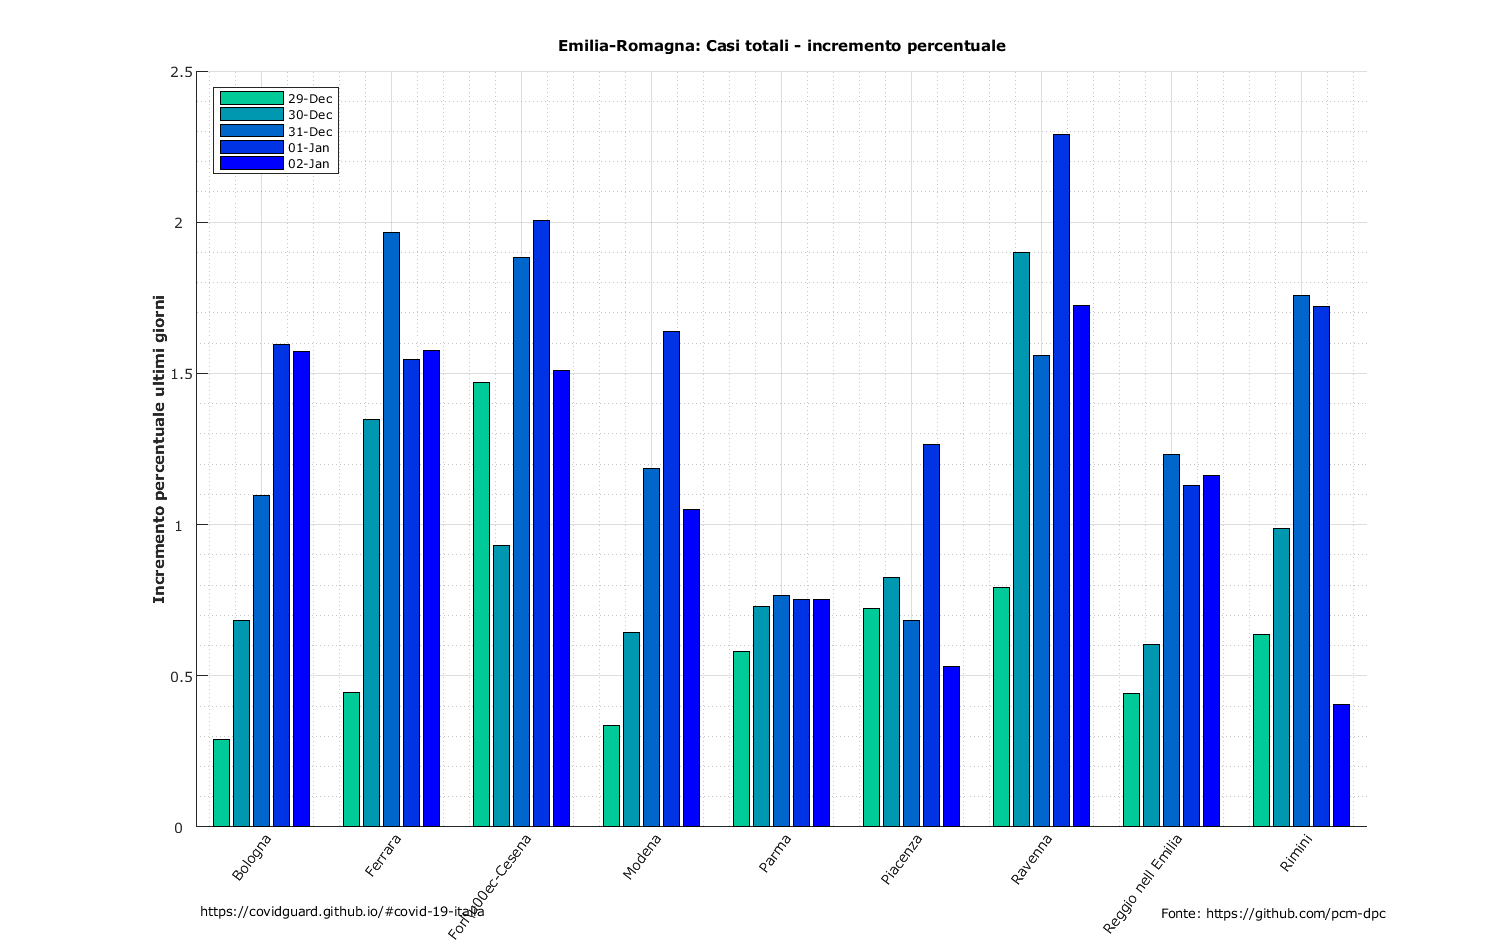 Emilia-Romagna: Casi totali - incremento percentuale
2.5
2
1.5
1
0.5
0
Incremento percentuale ultimi giorni
29-Dec
30-Dec
31-Dec
01-Jan
02-Jan
Bologna
Ferrara
Modena
Parma
Piacenza
Ravenna
Reggio nell Emilia
Rimini
https://covidguard.github.io/#covid-19-italia
Fonte: https://github.com/pcm-dpc